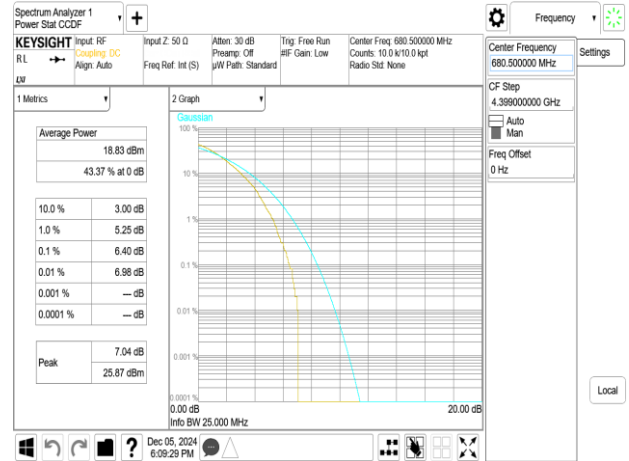 Spectrum Analyzer 1
Power Stat CCDF
Frequency
KEYSIGHT
RL
Input: RF
Coupling: DC
Align: Auto
Input Z: 50 Ω
Freq Ref: Int (S)
Atten: 30 dB
Preamp: Off
µW Path: Standard
Trig: Free Run
#IF Gain: Low
Center Freq: 680.500000 MHz
Counts: 10.0 k/10.0 kpt
Radio Std: None
LXI
Center Frequency
680.500000 MHz
Settings
CF Step
4.399000000 GHz
Auto
Man
Freq Offset
0 Hz
1 Metrics
Average Power
18.83 dBm
43.37 % at 0 dB
10.0 % 3.00 dB
1.0 % 5.25 dB
0.1 % 6.40 dB
0.01 % 6.98 dB
0.001 % --- dB
0.0001 % --- dB
Peak
7.04 dB
25.87 dBm
2 Graph
Gaussian
100 %
10 %
1 %
0.1 %
0.01 %
0.001 %
0.0001 %
0.00 dB 20.00 dB
Info BW 25.000 MHz
Local
?
Dec 05, 2024
6:09:29 PM